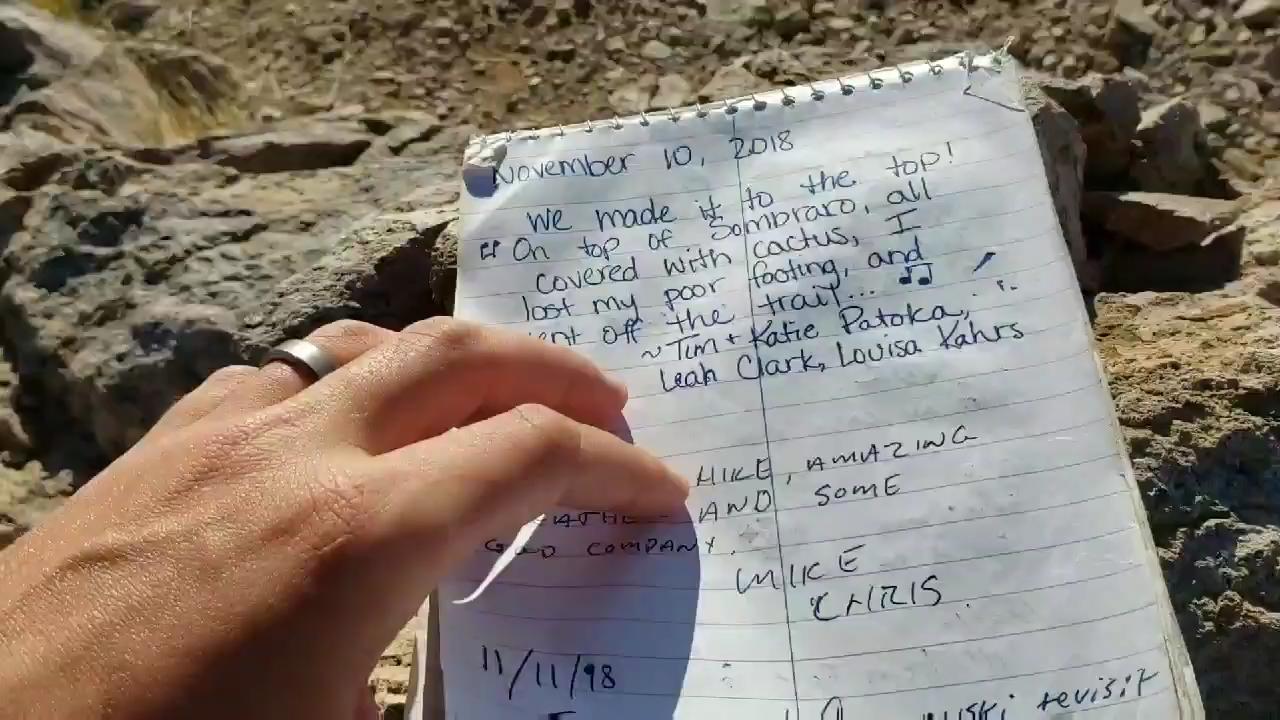 November 10, 2018
We made it to the top!
"On top of Sombraro, all
covered with cactus, I
lost my poor footing, and
off the trail...
~ Tim + Katie Patoka,
Leah Clark, Louisa Kahrs
HIKE, AMAZING
AND SOME
GOOD COMPANY.
MIKE
CHRIS
11/11/98
revisit